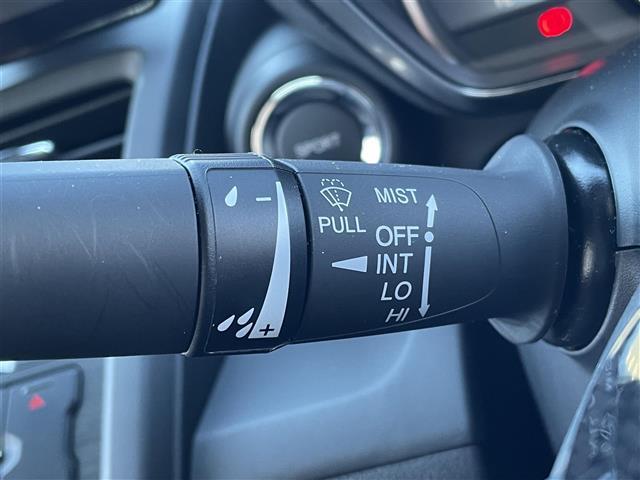 SPORT
- 
MIST
PULL
OFF
INT
LO
HI
+